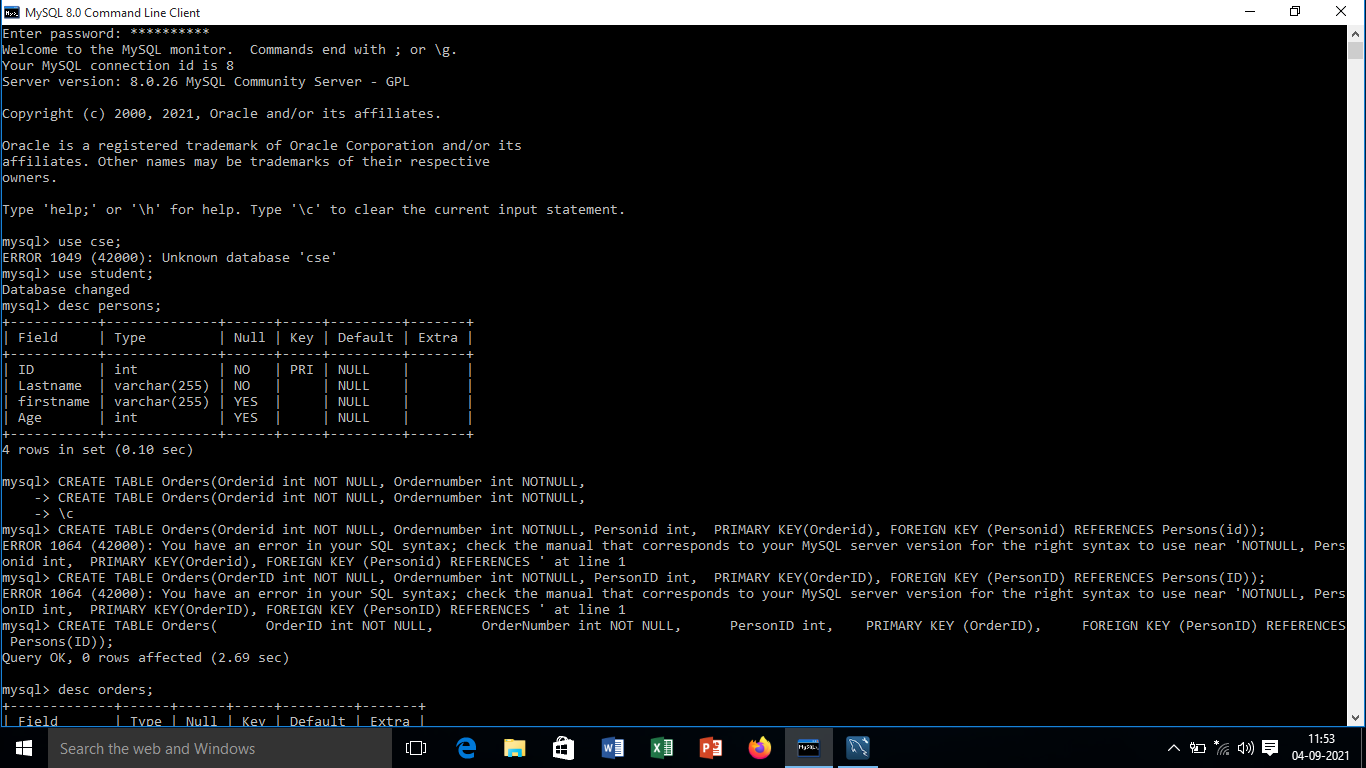 MySQL 8.0 Command Line Client
Enter password: **********
Welcome to the MySQL monitor.  Commands end with ; or \g.
Your MySQL connection id is 8
Server version: 8.0.26 MySQL Community Server - GPL
Copyright (c) 2000, 2021, Oracle and/or its affiliates.
Oracle is a registered trademark of Oracle Corporation and/or its
affiliates. Other names may be trademarks of their respective
owners.
Type 'help;' or '\h' for help. Type '\c' to clear the current input statement.
mysql> use cse;
ERROR 1049 (42000): Unknown database 'cse'
mysql> use student;
Database changed
mysql> desc persons;
+-----------+--------------+------+-----+---------+-------+
| Field     | Type         | Null | Key | Default | Extra |
+-----------+--------------+------+-----+---------+-------+
| ID        | int          | NO   | PRI | NULL    |       |
| Lastname  | varchar(255) | NO   |     | NULL    |       |
| firstname | varchar(255) | YES  |     | NULL    |       |
| Age       | int          | YES  |     | NULL    |       |
+-----------+--------------+------+-----+---------+-------+
4 rows in set (0.10 sec)
mysql> CREATE TABLE Orders(Orderid int NOT NULL, Ordernumber int NOTNULL,
    -> CREATE TABLE Orders(Orderid int NOT NULL, Ordernumber int NOTNULL,
    -> \c
mysql> CREATE TABLE Orders(Orderid int NOT NULL, Ordernumber int NOTNULL, Personid int,  PRIMARY KEY(Orderid), FOREIGN KEY (Personid) REFERENCES Persons(id));
ERROR 1064 (42000): You have an error in your SQL syntax; check the manual that corresponds to your MySQL server version for the right syntax to use near 'NOTNULL, Pers
onid int,  PRIMARY KEY(Orderid), FOREIGN KEY (Personid) REFERENCES ' at line 1
mysql> CREATE TABLE Orders(OrderID int NOT NULL, Ordernumber int NOTNULL, PersonID int,  PRIMARY KEY(OrderID), FOREIGN KEY (PersonID) REFERENCES Persons(ID));
ERROR 1064 (42000): You have an error in your SQL syntax; check the manual that corresponds to your MySQL server version for the right syntax to use near 'NOTNULL, Pers
onID int,  PRIMARY KEY(OrderID), FOREIGN KEY (PersonID) REFERENCES ' at line 1
mysql> CREATE TABLE Orders(      OrderID int NOT NULL,      OrderNumber int NOT NULL,      PersonID int,    PRIMARY KEY (OrderID),     FOREIGN KEY (PersonID) REFERENCES
 Persons(ID));
Query OK, 0 rows affected (2.69 sec)
mysql> desc orders;
+-------------+------+------+-----+---------+-------+
| Field       | Type | Null | Key | Default | Extra |
Search the web and Windows
11:53
04-09-2021